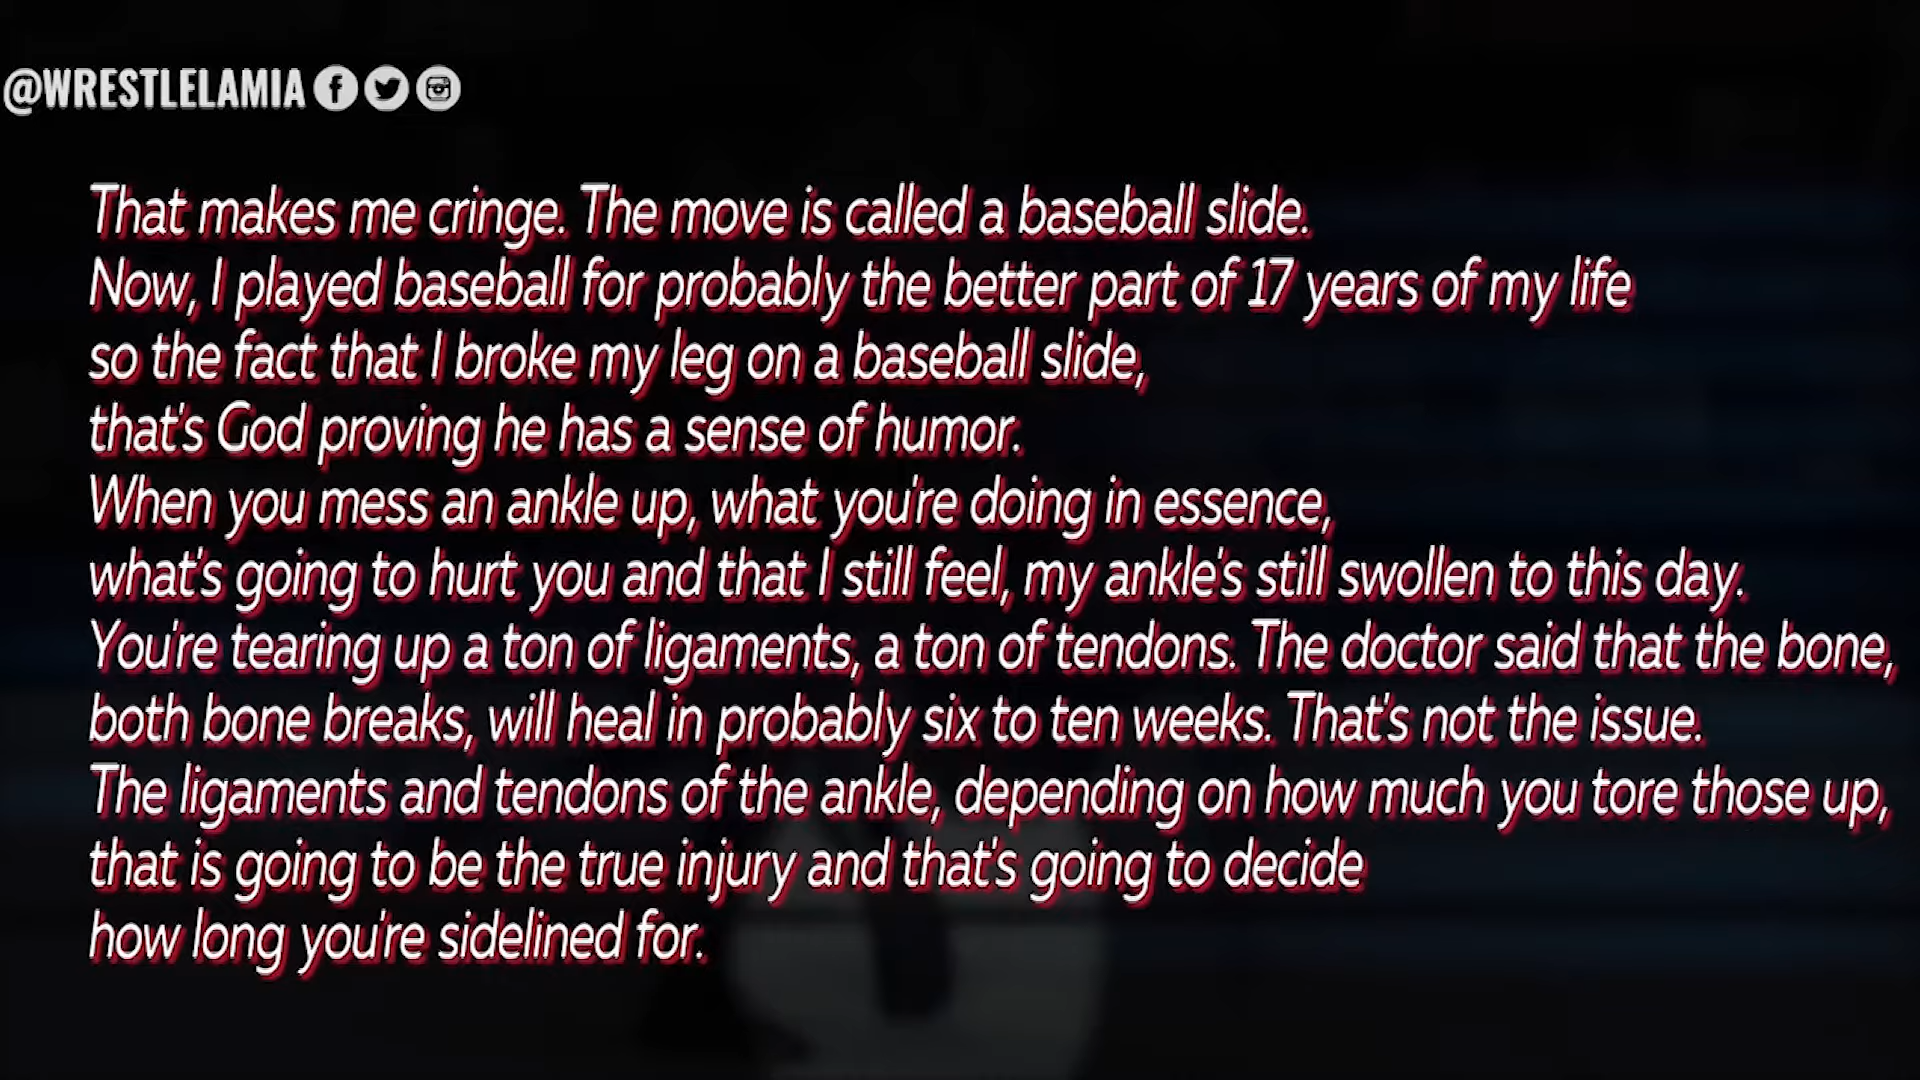 @WRESTLELAMIA
That makes me cringe. The move is called a baseball slide.
Now, I played baseball for probably the better part of 17 years of my life
so the fact that I broke my leg on a baseball slide,
that's God proving he has a sense of humor.
When you mess an ankle up, what you're doing in essence,
what's going to hurt you and that I still feel, my ankle's still swollen to this day.
You're tearing up a ton of ligaments, a ton of tendons. The doctor said that the bone,
both bone breaks, will heal in probably six to ten weeks. That's not the issue.
The ligaments and tendons of the ankle, depending on how much you tore those up,
that is going to be the true injury and that's going to decide
how long you're sidelined for.